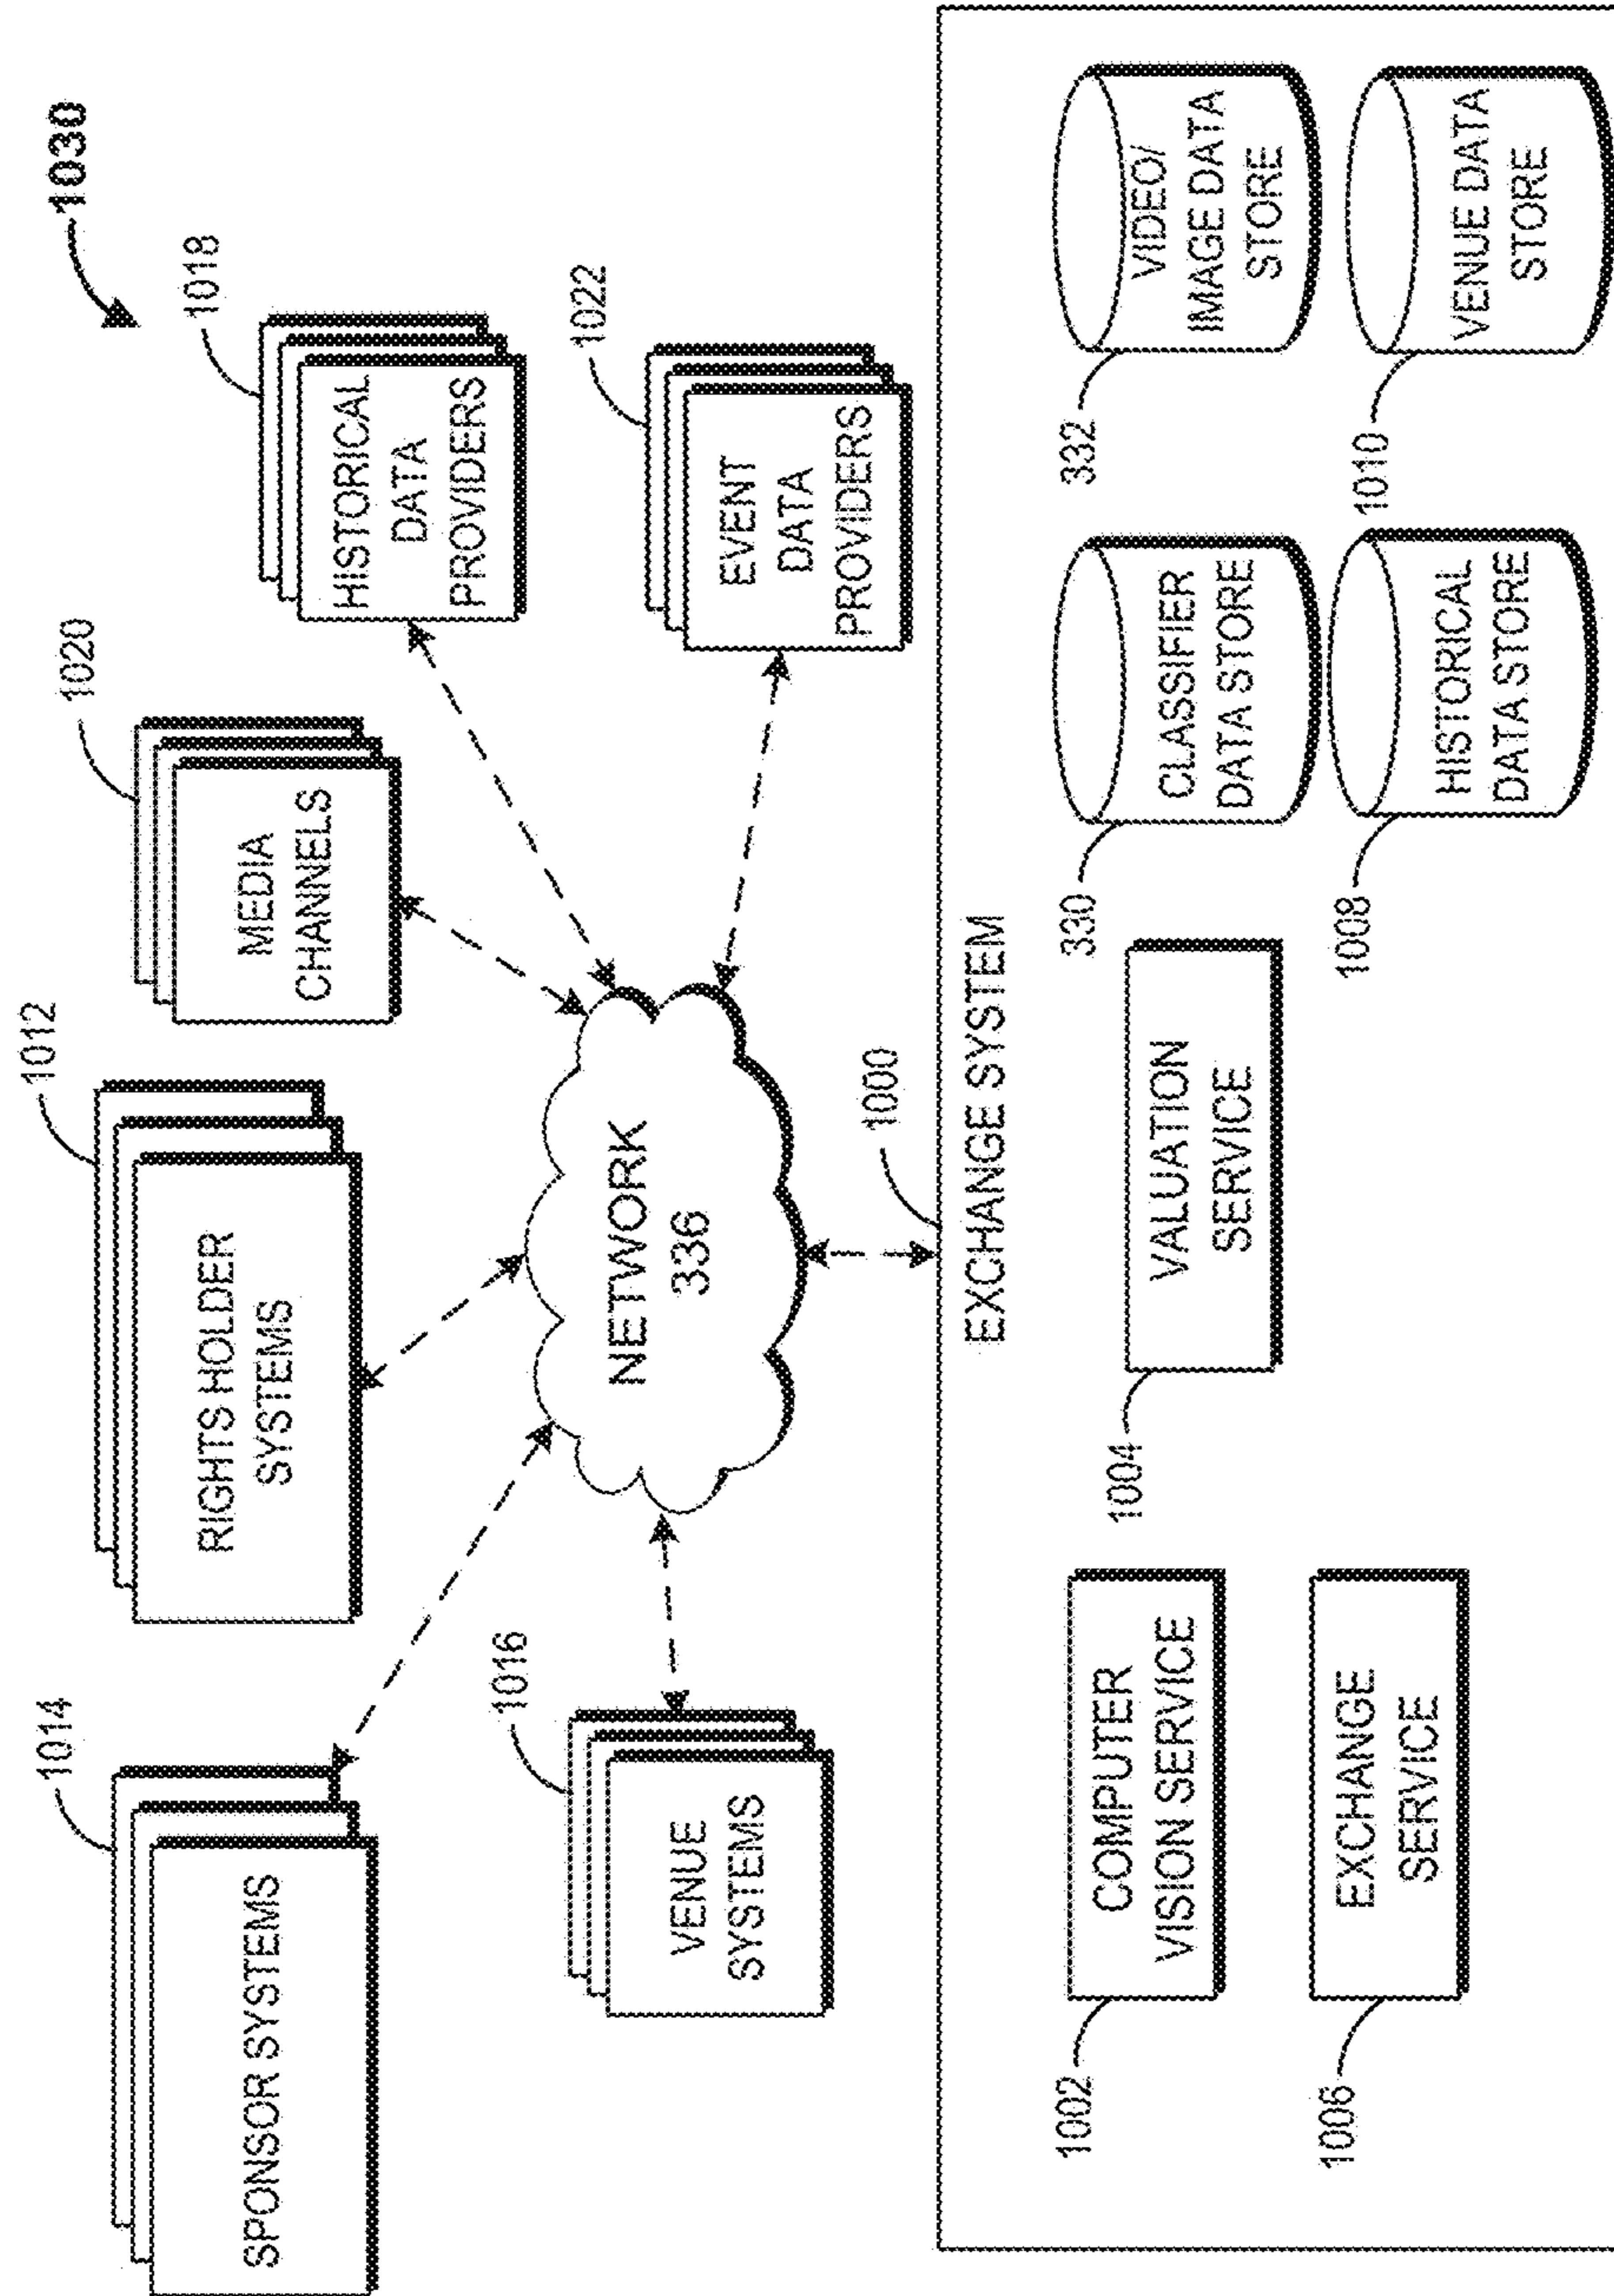 1030
1014
SPONSOR SYSTEMS
1012
RIGHTS HOLDER
SYSTEMS
1020
MEDIA
CHANNELS
1018
HISTORICAL
DATA
PROVIDERS
1016
VENUE
SYSTEMS
NETWORK
336
1022
EVENT
DATA
PROVIDERS
1000
EXCHANGE SYSTEM
1002
COMPUTER
VISION SERVICE
1004
VALUATION
SERVICE
330
CLASSIFIER
DATA STORE
332
VIDEO/
IMAGE DATA
STORE
1006
EXCHANGE
SERVICE
1008
HISTORICAL
DATA STORE
1010
VENUE DATA
STORE